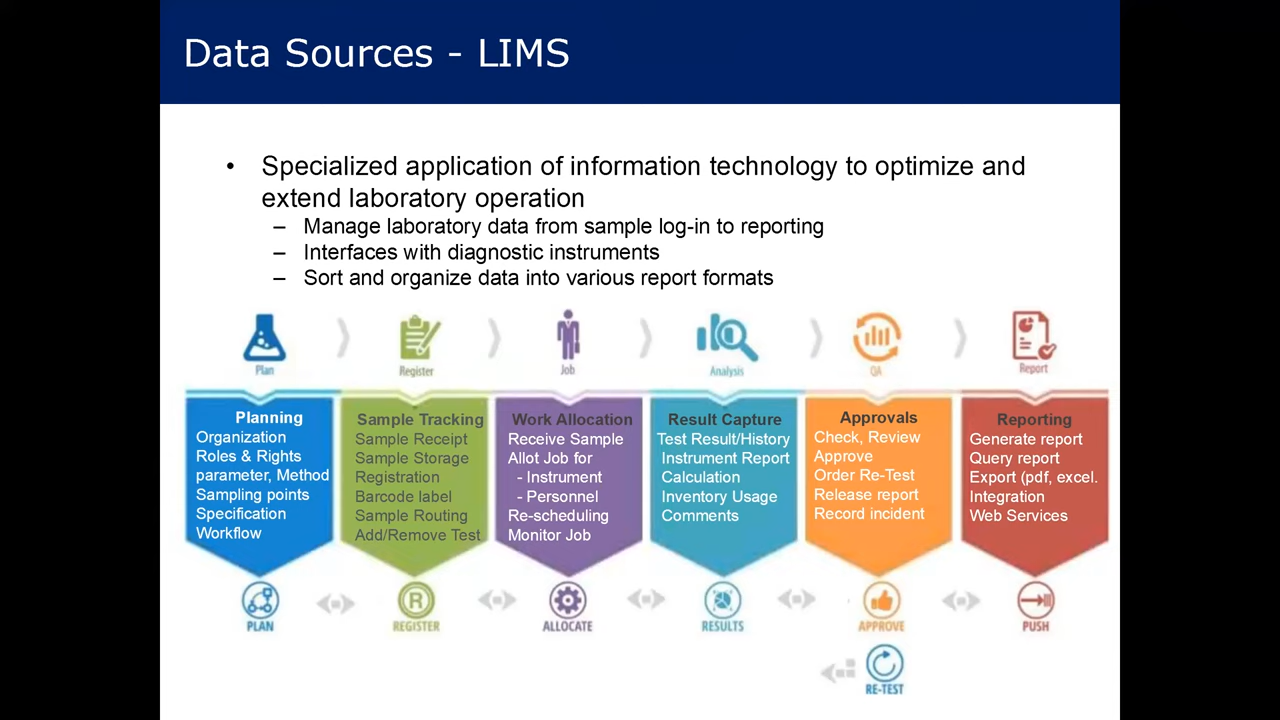 Data Sources - LIMS
• Specialized application of information technology to optimize and
extend laboratory operation
– Manage laboratory data from sample log-in to reporting
– Interfaces with diagnostic instruments
– Sort and organize data into various report formats
Plan
Register
Job
Analysis
QA
Report
Planning
Organization
Roles & Rights
parameter, Method
Sampling points
Specification
Workflow
Sample Tracking
Sample Receipt
Sample Storage
Registration
Barcode label
Sample Routing
Add/Remove Test
Work Allocation
Receive Sample
Allot Job for
- Instrument
- Personnel
Re-scheduling
Monitor Job
Result Capture
Test Result/History
Instrument Report
Calculation
Inventory Usage
Comments
Approvals
Check, Review
Approve
Order Re-Test
Release report
Record incident
Reporting
Generate report
Query report
Export (pdf, excel.
Integration
Web Services
PLAN
R
REGISTER
ALLOCATE
RESULTS
APPROVE
PUSH
RE-TEST